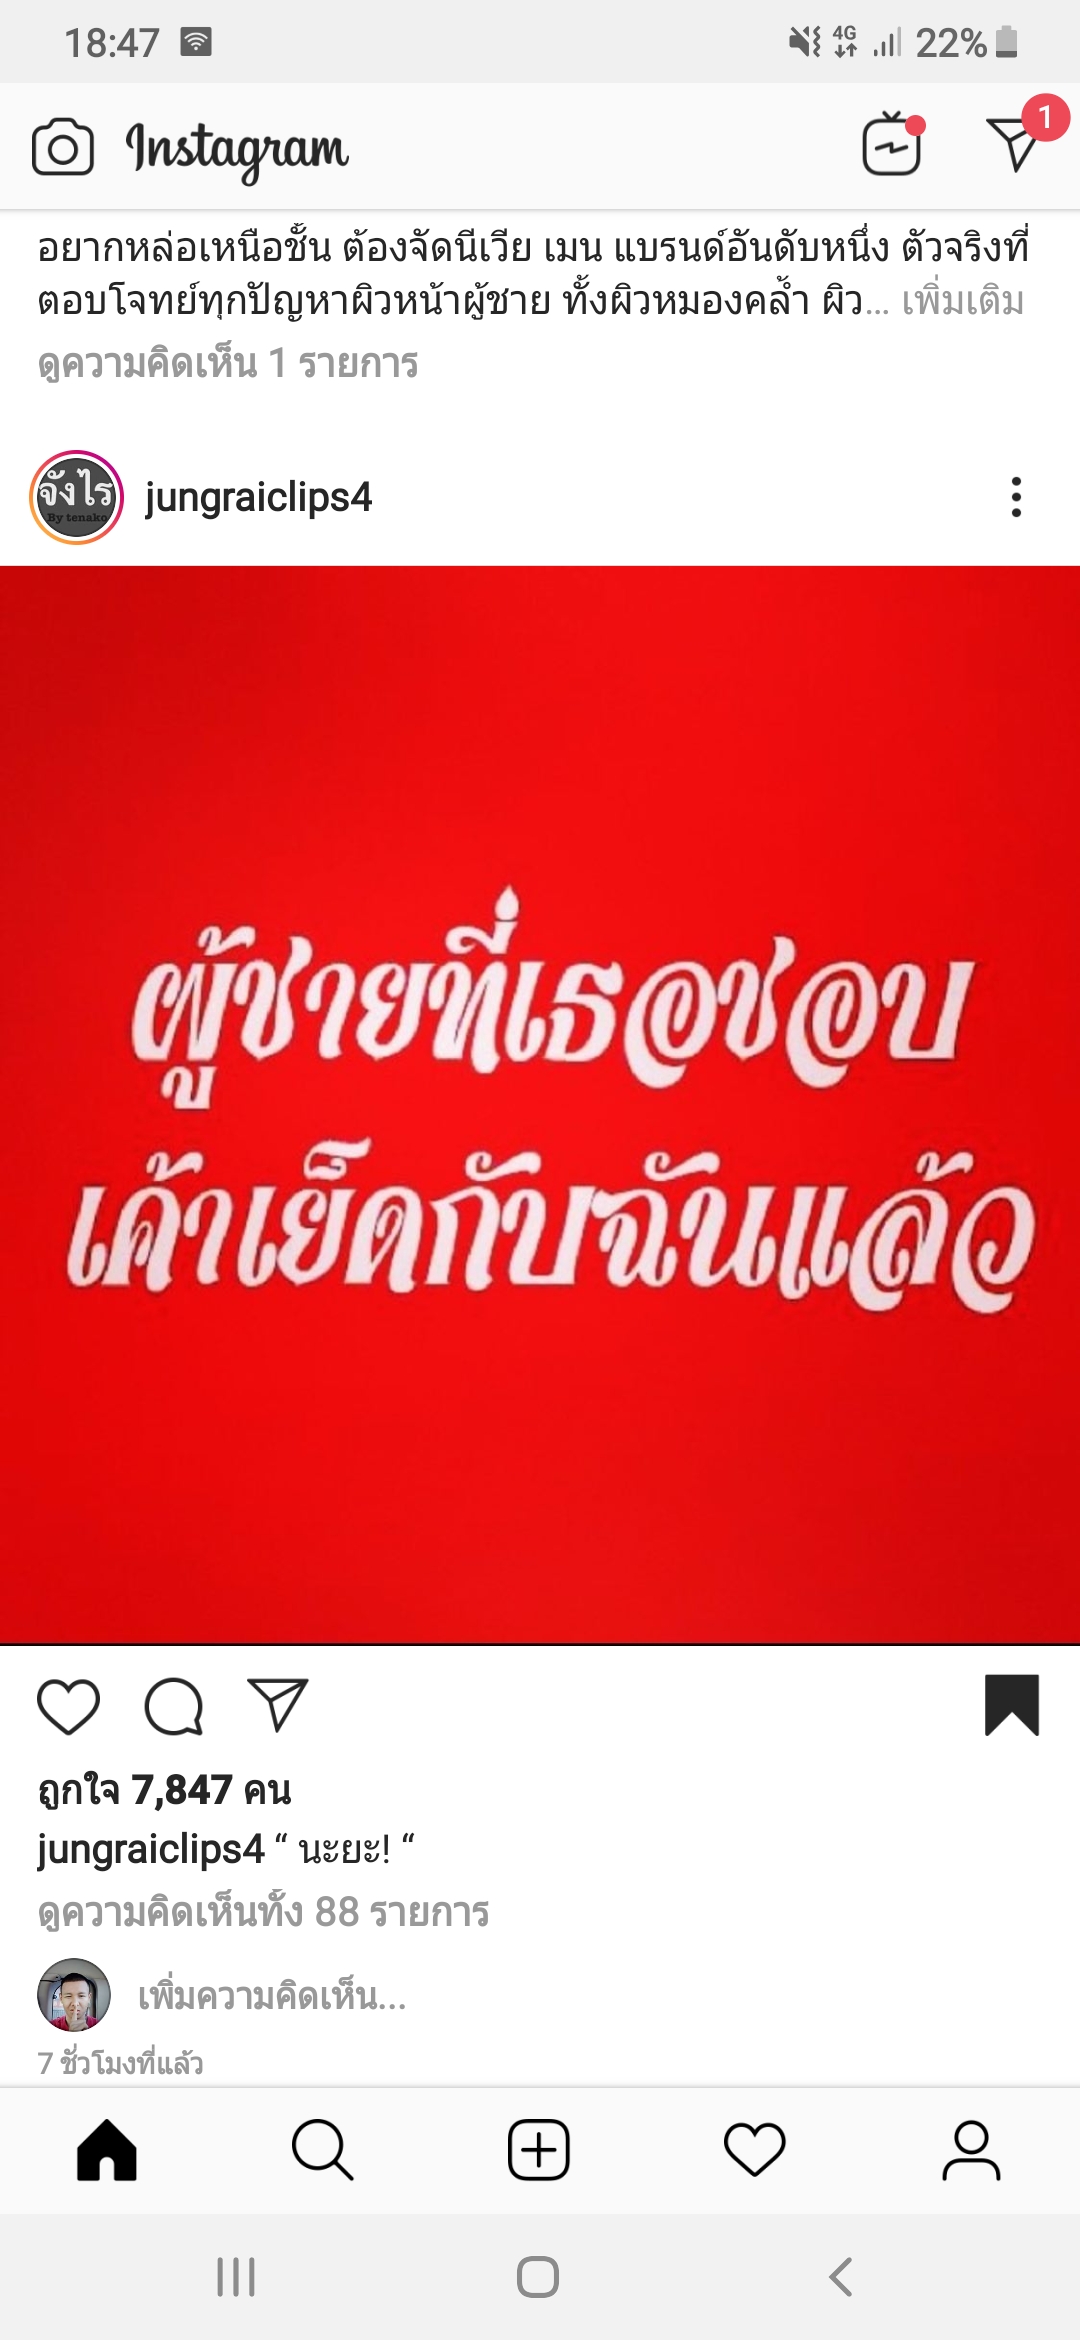 18:47 4G 22%
Instagram 1
อยากหล่อเหนือชั้น ต้องจัดนีเวีย เมน แบรนด์อันดับหนึ่ง ตัวจริงที่
ตอบโจทย์ทุกปัญหาผิวหน้าผู้ชาย ทั้งผิวหมองคล้ำ ผิว... เพิ่มเติม
ดูความคิดเห็น 1 รายการ
จังไร
By tenako
jungraiclips4
ผู้ชายที่เธอชอบ
เค้าเย็ดกับฉันแล้ว
ถูกใจ 7,847 คน
jungraiclips4 “ นะยะ! “
ดูความคิดเห็นทั้ง 88 รายการ
เพิ่มความคิดเห็น...
7 ชั่วโมงที่แล้ว